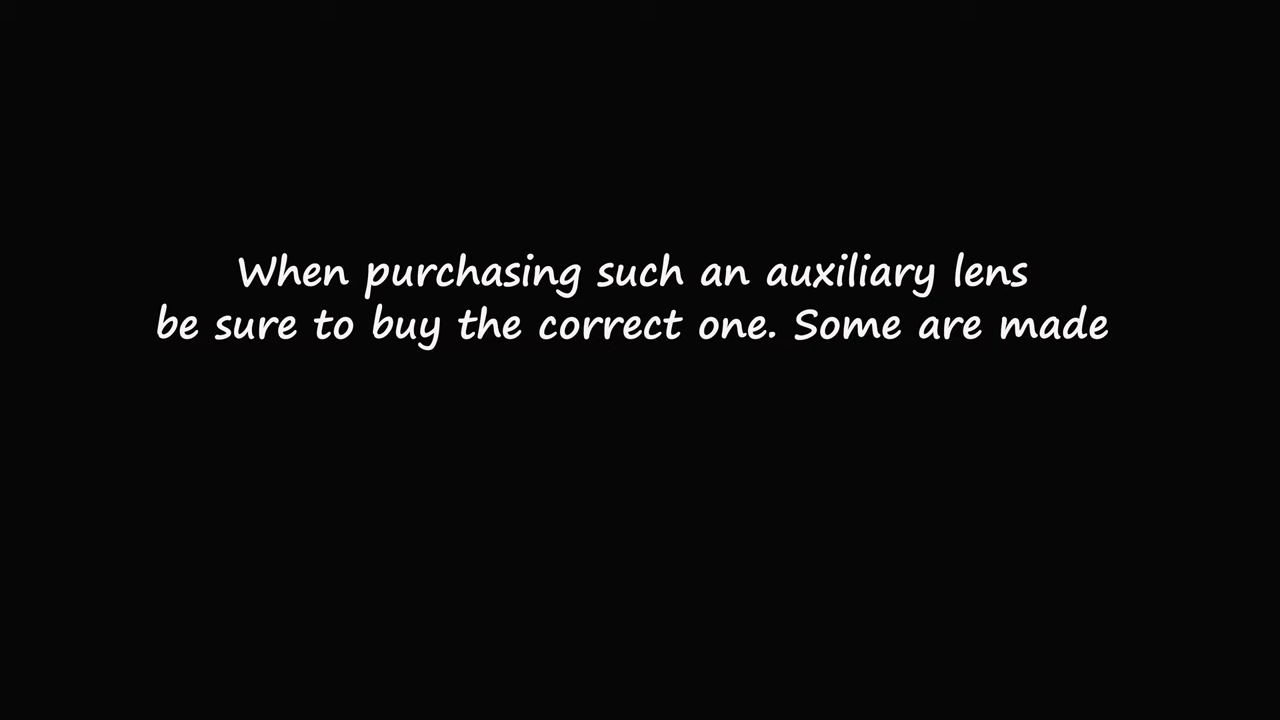 When purchasing such an auxiliary lens
be sure to buy the correct one. Some are made